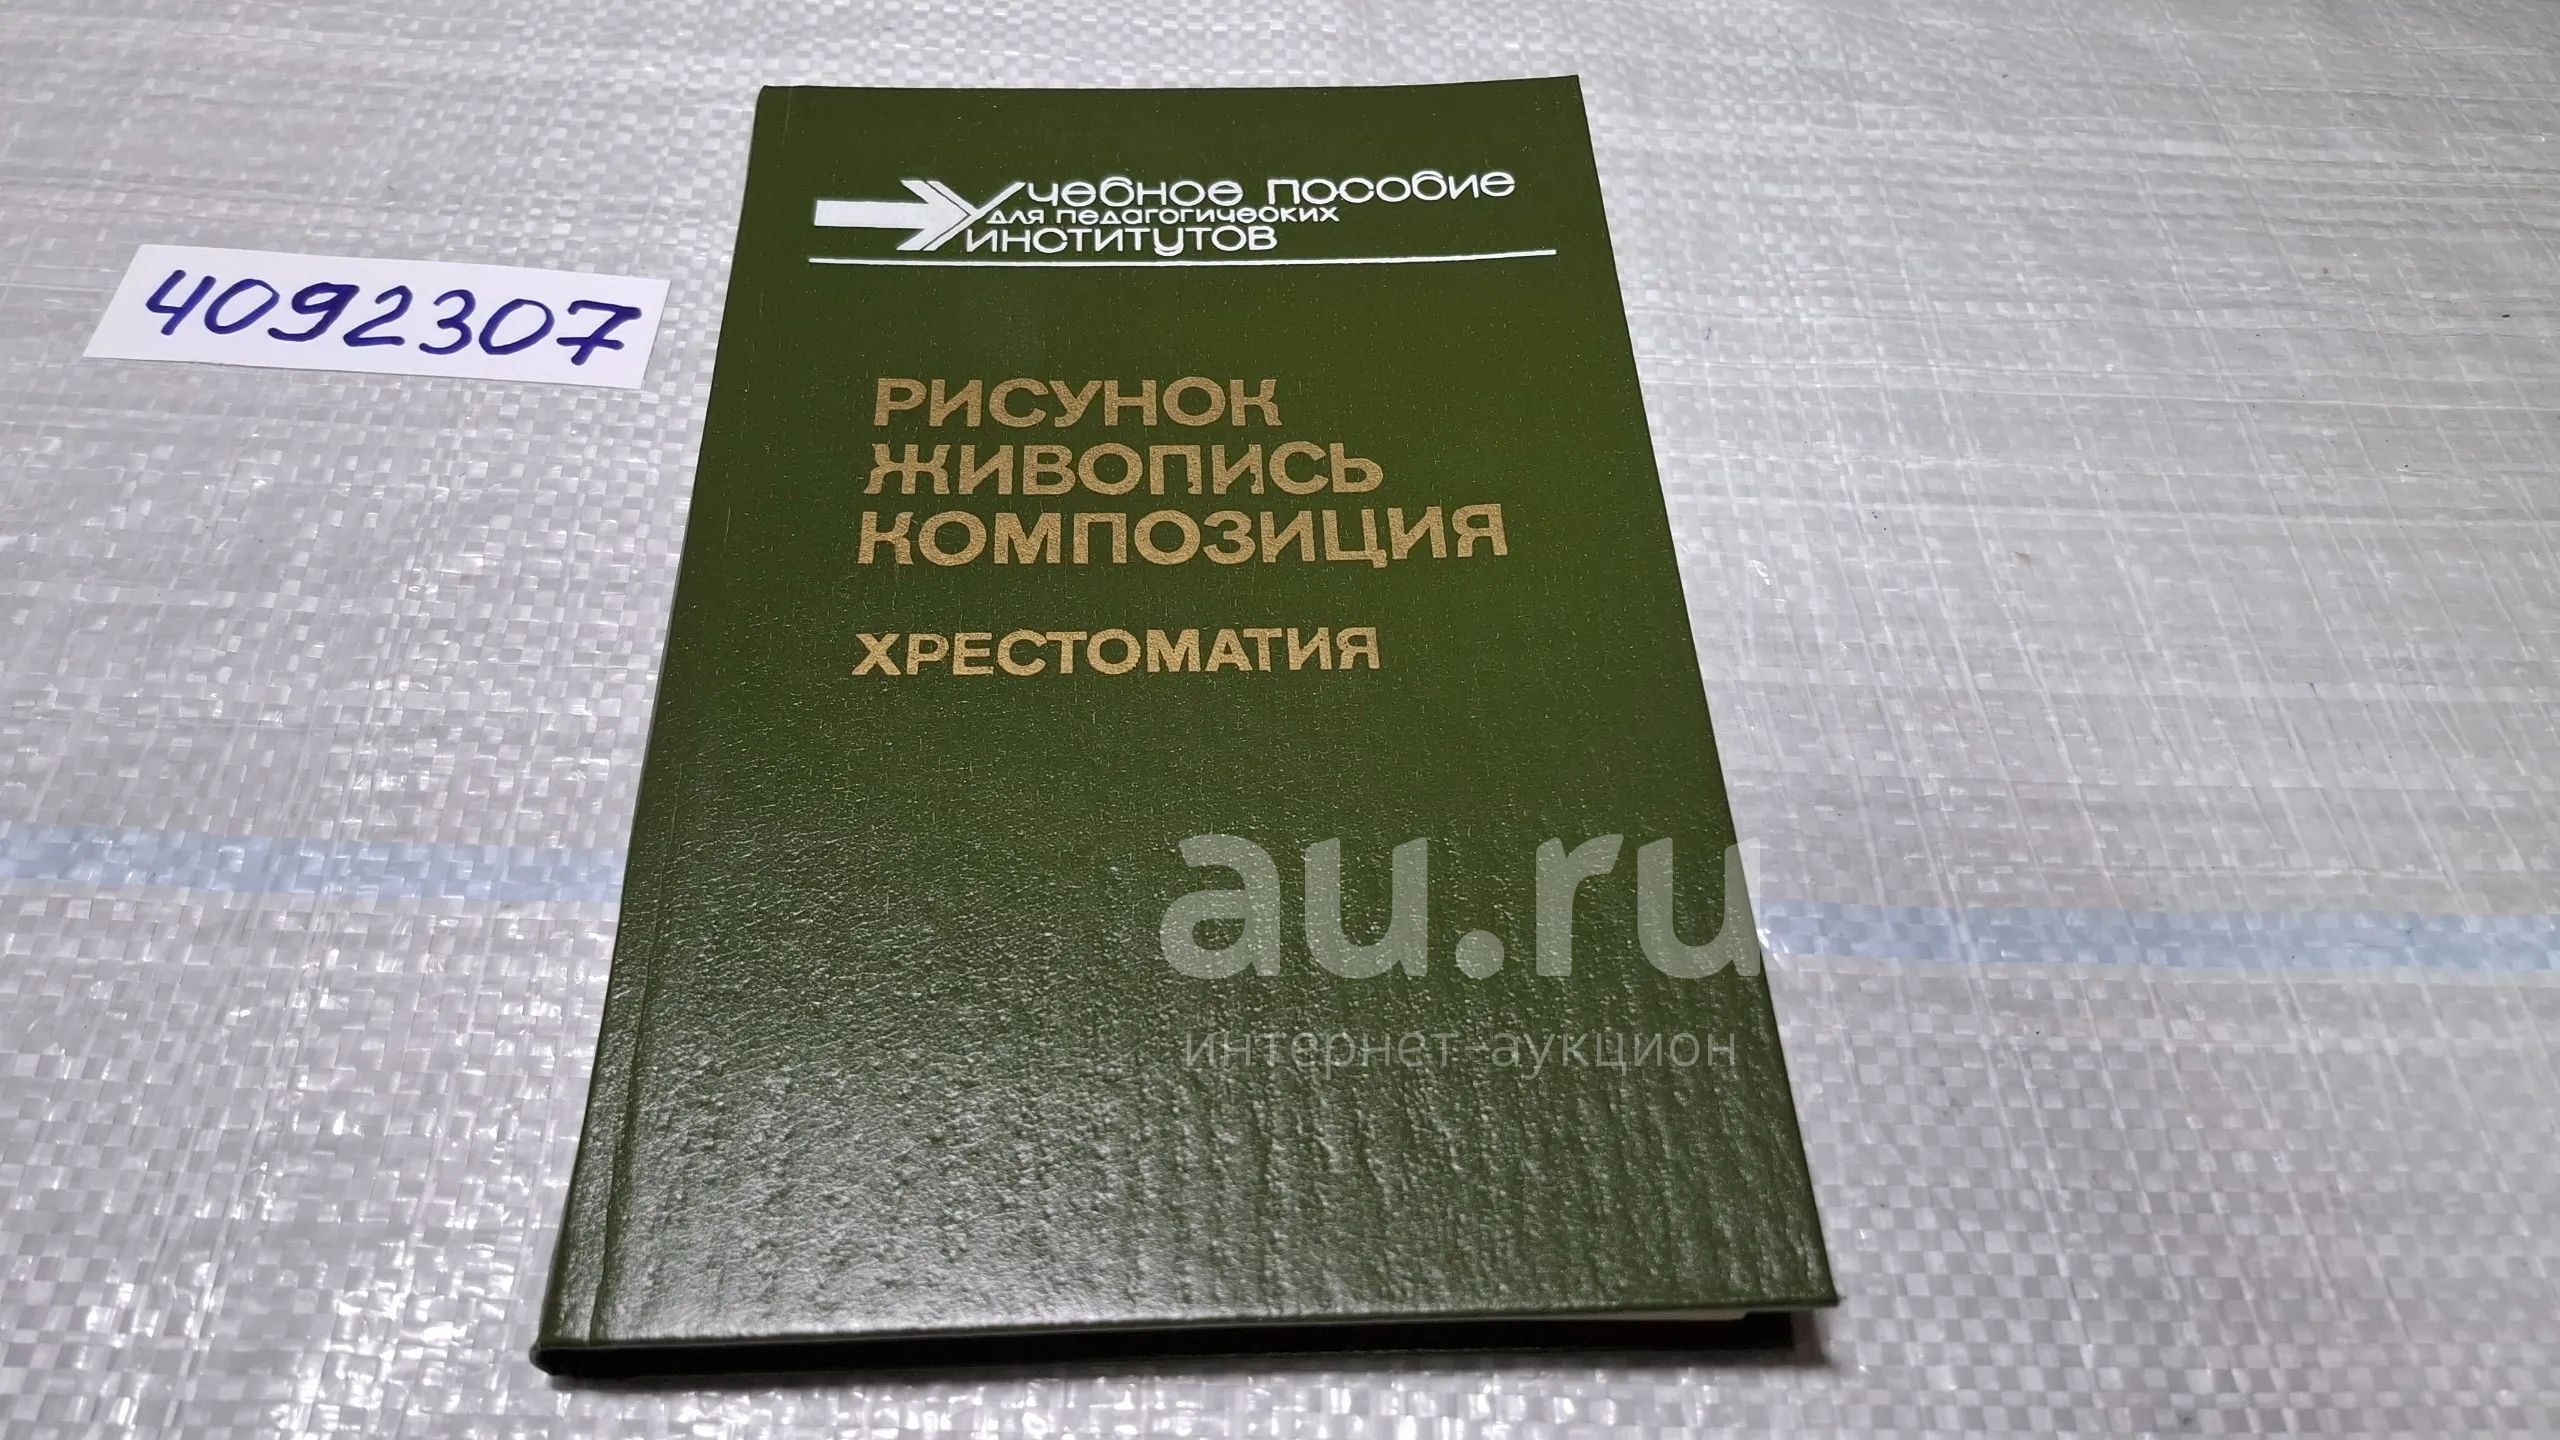 4092307
Учебное пособие
для педагогических
институтов
РИСУНОК
ЖИВОПИСЬ
КОМПОЗИЦИЯ
ХРЕСТОМАТИЯ
au.ru
интернет-аукцион